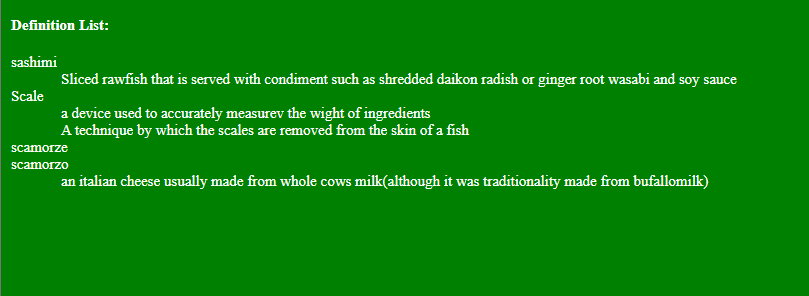 Definition List:
sashimi
Sliced rawfish that is served with condiment such as shredded daikon radish or ginger root wasabi and soy sauce
Scale
a device used to accurately measurev the wight of ingredients
A technique by which the scales are removed from the skin of a fish
scamorze
scamorzo
an italian cheese usually made from whole cows milk(although it was traditionality made from bufallomilk)